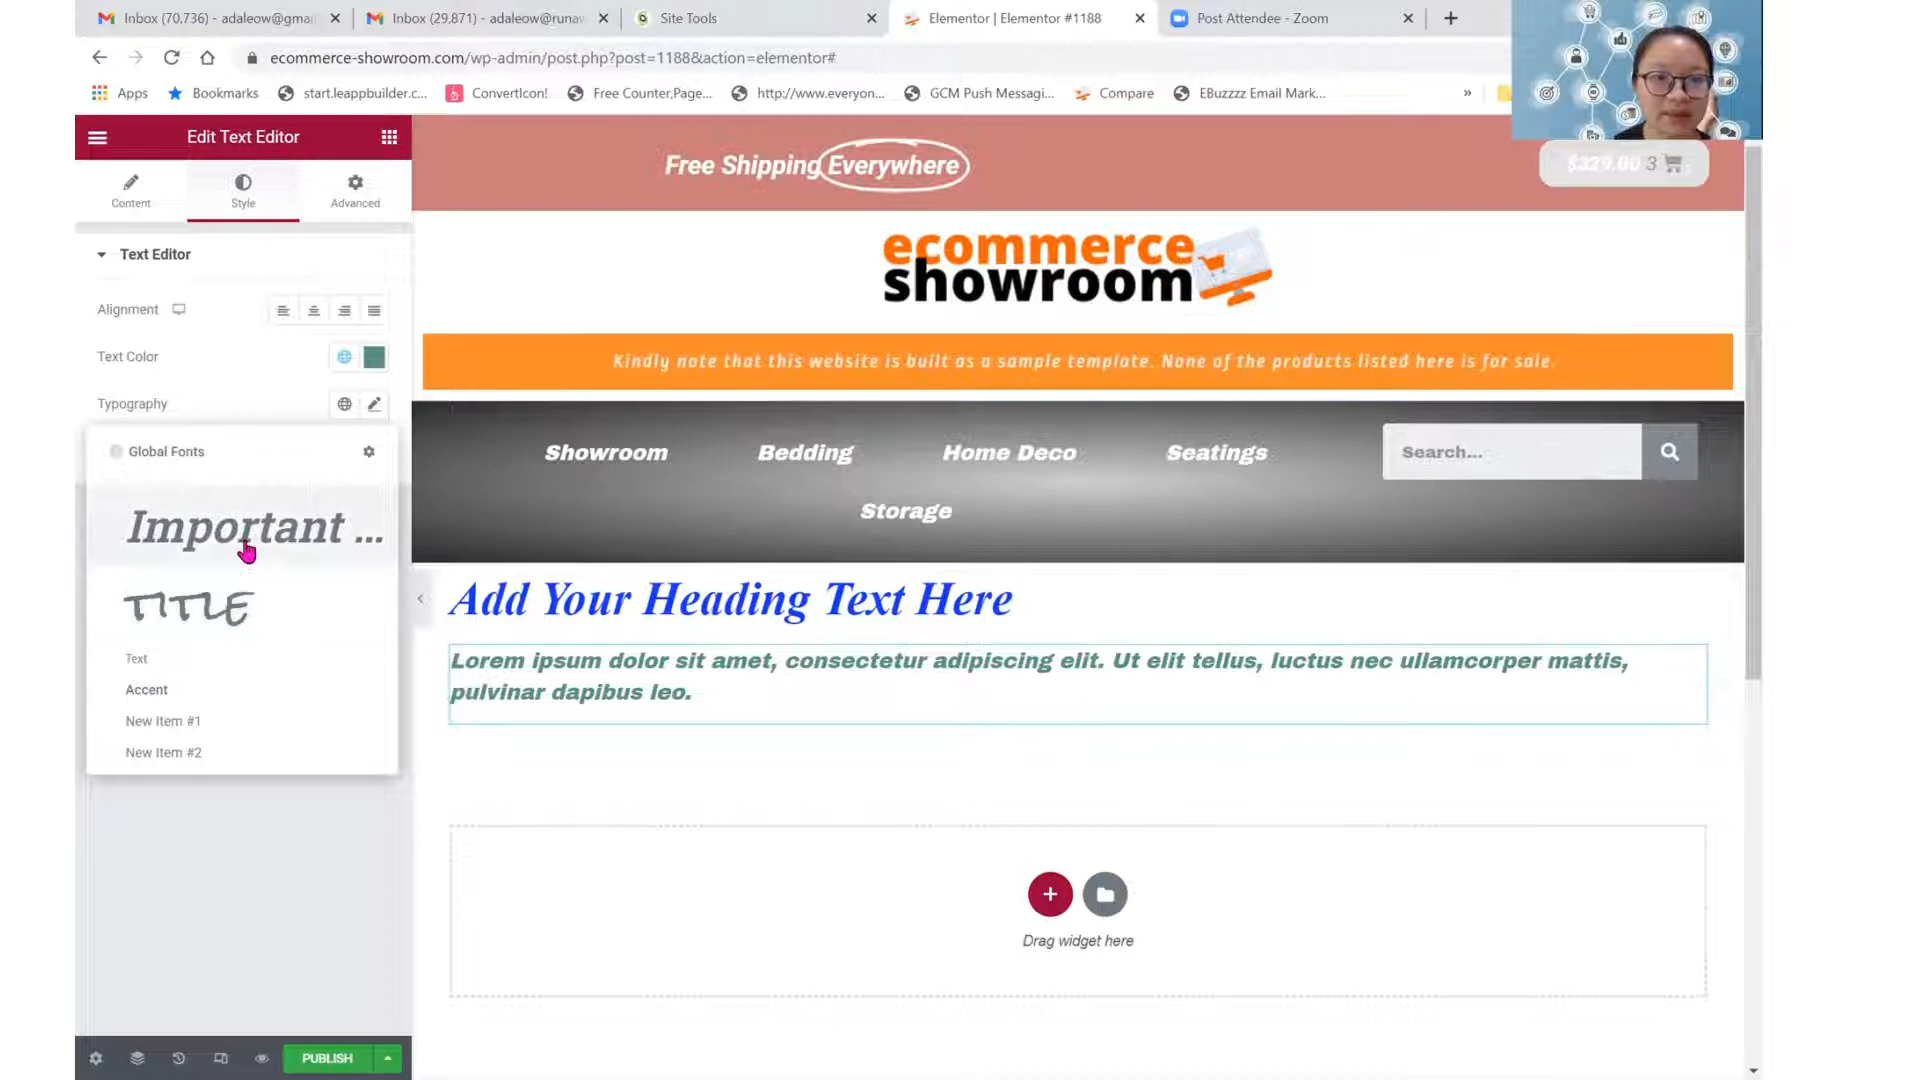 Inbox (70,736) - adaleow@gmai
Inbox (29,871) - adaleow@runaw
Site Tools
Elementor | Elementor #1188
Post Attendee - Zoom
ecommerce-showroom.com/wp-admin/post.php?post=1188&action=elementor#
Apps
Bookmarks
start.leappbuilder.c...
ConvertIcon!
Free Counter,Page...
http://www.everyon...
GCM Push Messagi...
Compare
EBuzzzz Email Mark...
»
Edit Text Editor
Content
Style
Advanced
Text Editor
Alignment
Text Color
Typography
Global Fonts
Important ...
TITLE
Text
Accent
New Item #1
New Item #2
PUBLISH
Free Shipping Everywhere
$329.00 3
ecommerce
showroom
Kindly note that this website is built as a sample template. None of the products listed here is for sale.
Showroom
Bedding
Home Deco
Seatings
Storage
Search...
Add Your Heading Text Here
Lorem ipsum dolor sit amet, consectetur adipiscing elit. Ut elit tellus, luctus nec ullamcorper mattis,
pulvinar dapibus leo.
Drag widget here